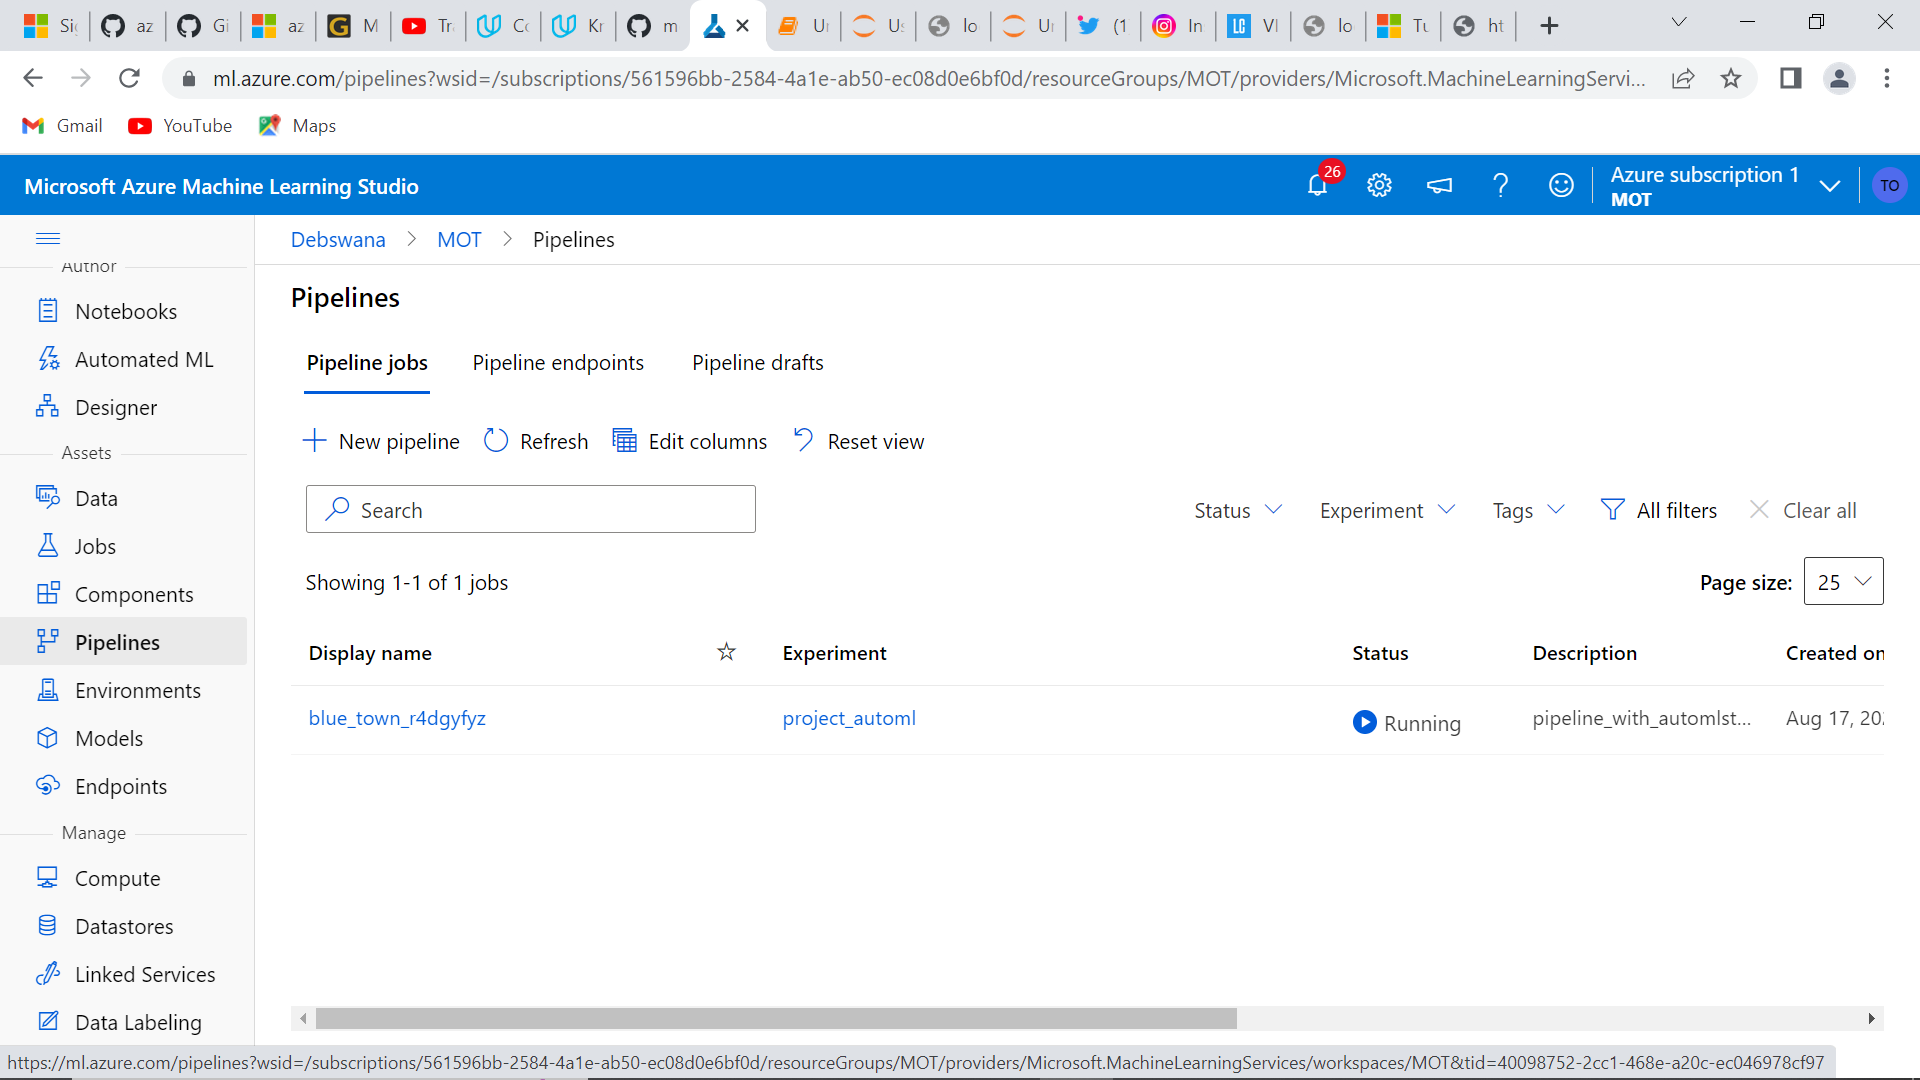 Sig
az
Gi
az
M
Tr
Co
Kr
m
Ur
Us
lo
Ur
(1
In
VI
lo
Tu
ht
ml.azure.com/pipelines?wsid=/subscriptions/561596bb-2584-4a1e-ab50-ec08d0e6bf0d/resourceGroups/MOT/providers/Microsoft.MachineLearningServi...
Gmail YouTube Maps
Microsoft Azure Machine Learning Studio
26
Azure subscription 1
MOT
TO
Debswana > MOT > Pipelines
Author
Notebooks
Automated ML
Designer
Assets
Data
Jobs
Components
Pipelines
Environments
Models
Endpoints
Manage
Compute
Datastores
Linked Services
Data Labeling
Pipelines
Pipeline jobs Pipeline endpoints Pipeline drafts
New pipeline Refresh Edit columns Reset view
Search
Status Experiment Tags All filters Clear all
Showing 1-1 of 1 jobs
Page size: 25
Display name Experiment Status Description Created on
blue_town_r4dgyfyz project_automl Running pipeline_with_automlst... Aug 17, 202
https://ml.azure.com/pipelines?wsid=/subscriptions/561596bb-2584-4a1e-ab50-ec08d0e6bf0d/resourceGroups/MOT/providers/Microsoft.MachineLearningServices/workspaces/MOT&tid=40098752-2cc1-468e-a20c-ec046978cf97